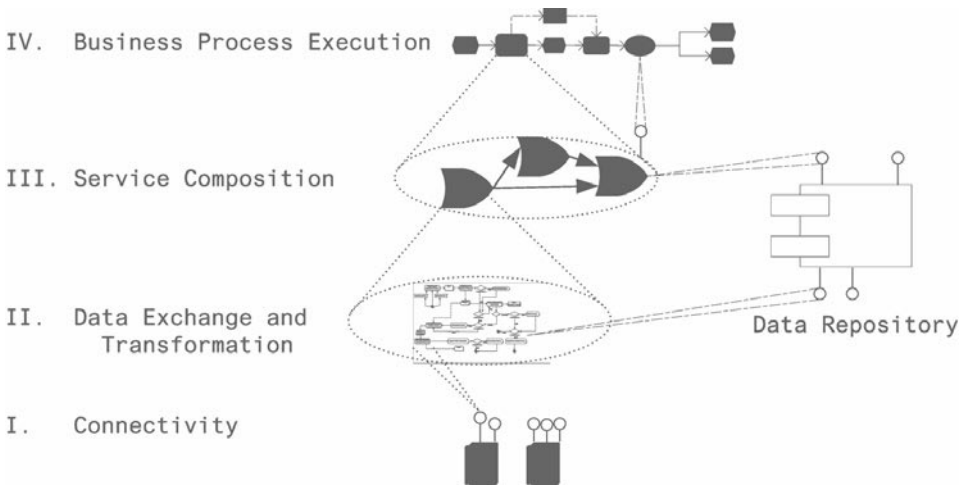 IV. Business Process Execution
III. Service Composition
II. Data Exchange and
Transformation
Data Repository
I. Connectivity